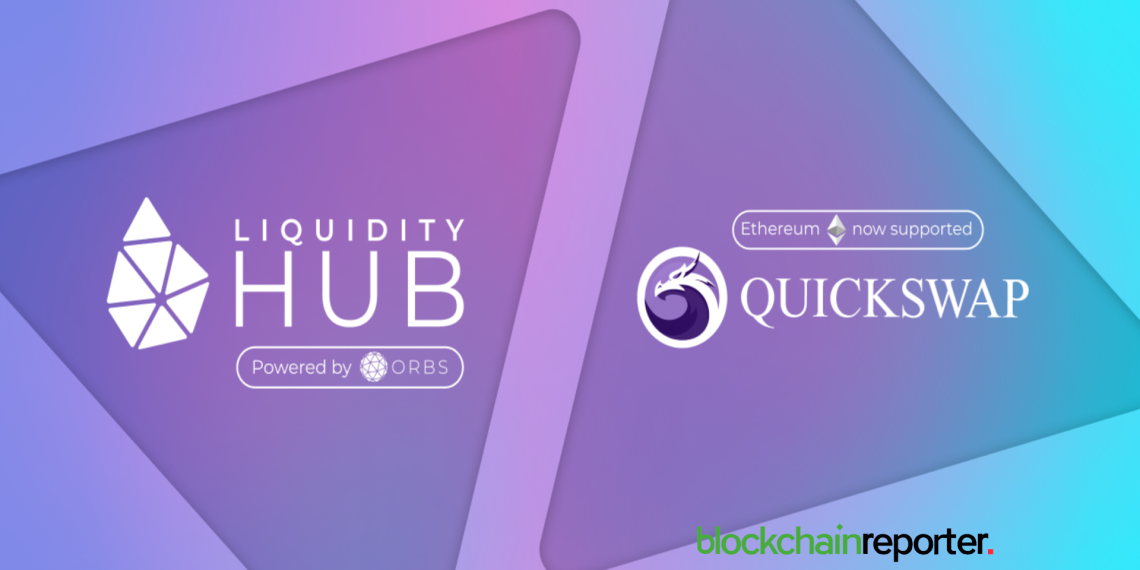 LIQUIDITY
HUB
Powered by ORBS
Ethereum now supported
QUICKSWAP
blockchainreporter.